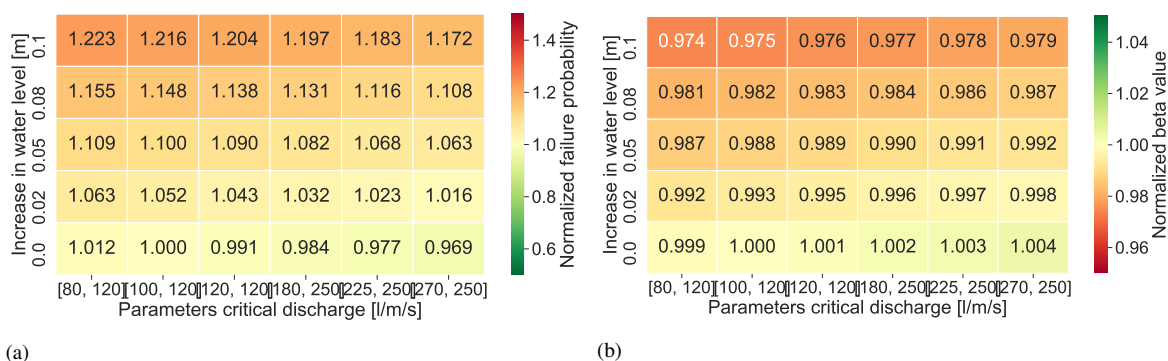 Increase in water level [m]
0.1 1.223 1.216 1.204 1.197 1.183 1.172
0.08 1.155 1.148 1.138 1.131 1.116 1.108
0.05 1.109 1.100 1.090 1.082 1.068 1.063
0.02 1.063 1.052 1.043 1.032 1.023 1.016
0.0 1.012 1.000 0.991 0.984 0.977 0.969
[80, 120] [100, 120] [120, 120] [180, 250] [225, 250] [270, 250]
Parameters critical discharge [l/m/s]
1.4
1.2
1.0
0.8
0.6
Normalized failure probability
(a)
Increase in water level [m]
0.1 0.974 0.975 0.976 0.977 0.978 0.979
0.08 0.981 0.982 0.983 0.984 0.986 0.987
0.05 0.987 0.988 0.989 0.990 0.991 0.992
0.02 0.992 0.993 0.995 0.996 0.997 0.998
0.0 0.999 1.000 1.001 1.002 1.003 1.004
[80, 120] [100, 120] [120, 120] [180, 250] [225, 250] [270, 250]
Parameters critical discharge [l/m/s]
1.04
1.02
1.00
0.98
0.96
Normalized beta value
(b)